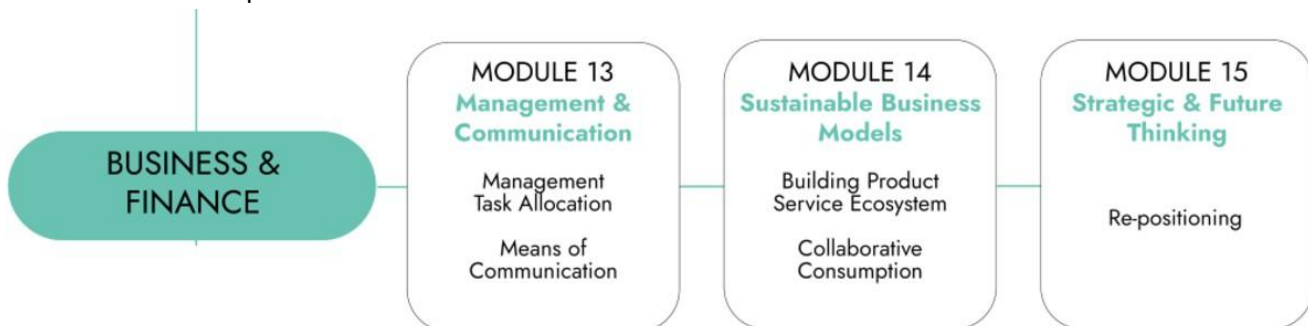 BUSINESS &
FINANCE
MODULE 13
Management &
Communication
Management
Task Allocation
Means of
Communication
MODULE 14
Sustainable Business
Models
Building Product
Service Ecosystem
Collaborative
Consumption
MODULE 15
Strategic & Future
Thinking
Re-positioning